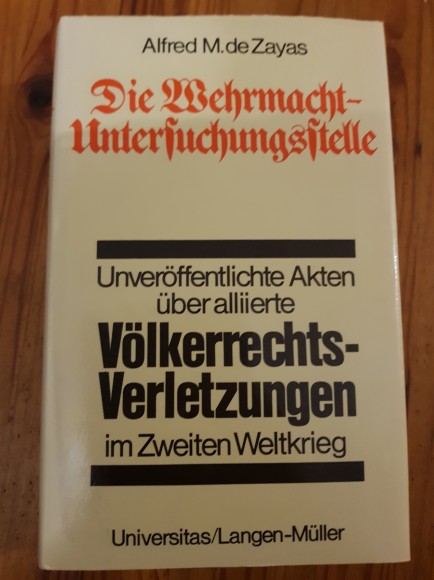 Alfred M. de Zayas
Die Wehrmacht-
Unterſuchungsſtelle
Unveröffentlichte Akten
über alliierte
Völkerrechts-
Verletzungen
im Zweiten Weltkrieg
Universitas/Langen-Müller